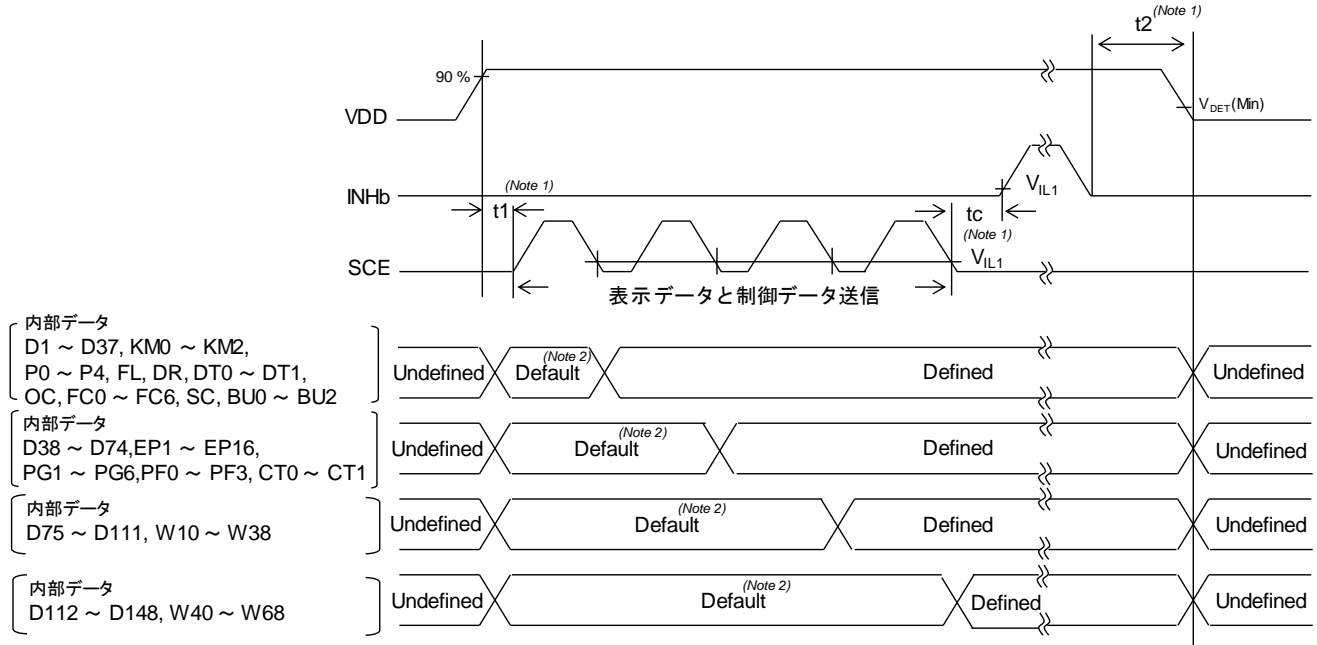 t2 (Note 1)
90 %
VDD
VDET(Min)
INHb
(Note 1)
t1
VIL1
tc
(Note 1)
SCE
VIL1
表示データと制御データ送信
内部データ
D1 ~ D37, KM0 ~ KM2,
P0 ~ P4, FL, DR, DT0 ~ DT1,
OC, FC0 ~ FC6, SC, BU0 ~ BU2
Undefined
Default (Note 2)
Defined
Undefined
内部データ
D38 ~ D74,EP1 ~ EP16,
PG1 ~ PG6,PF0 ~ PF3, CT0 ~ CT1
Undefined
Default (Note 2)
Defined
Undefined
内部データ
D75 ~ D111, W10 ~ W38
Undefined
Default (Note 2)
Defined
Undefined
内部データ
D112 ~ D148, W40 ~ W68
Undefined
Default (Note 2)
Defined
Undefined